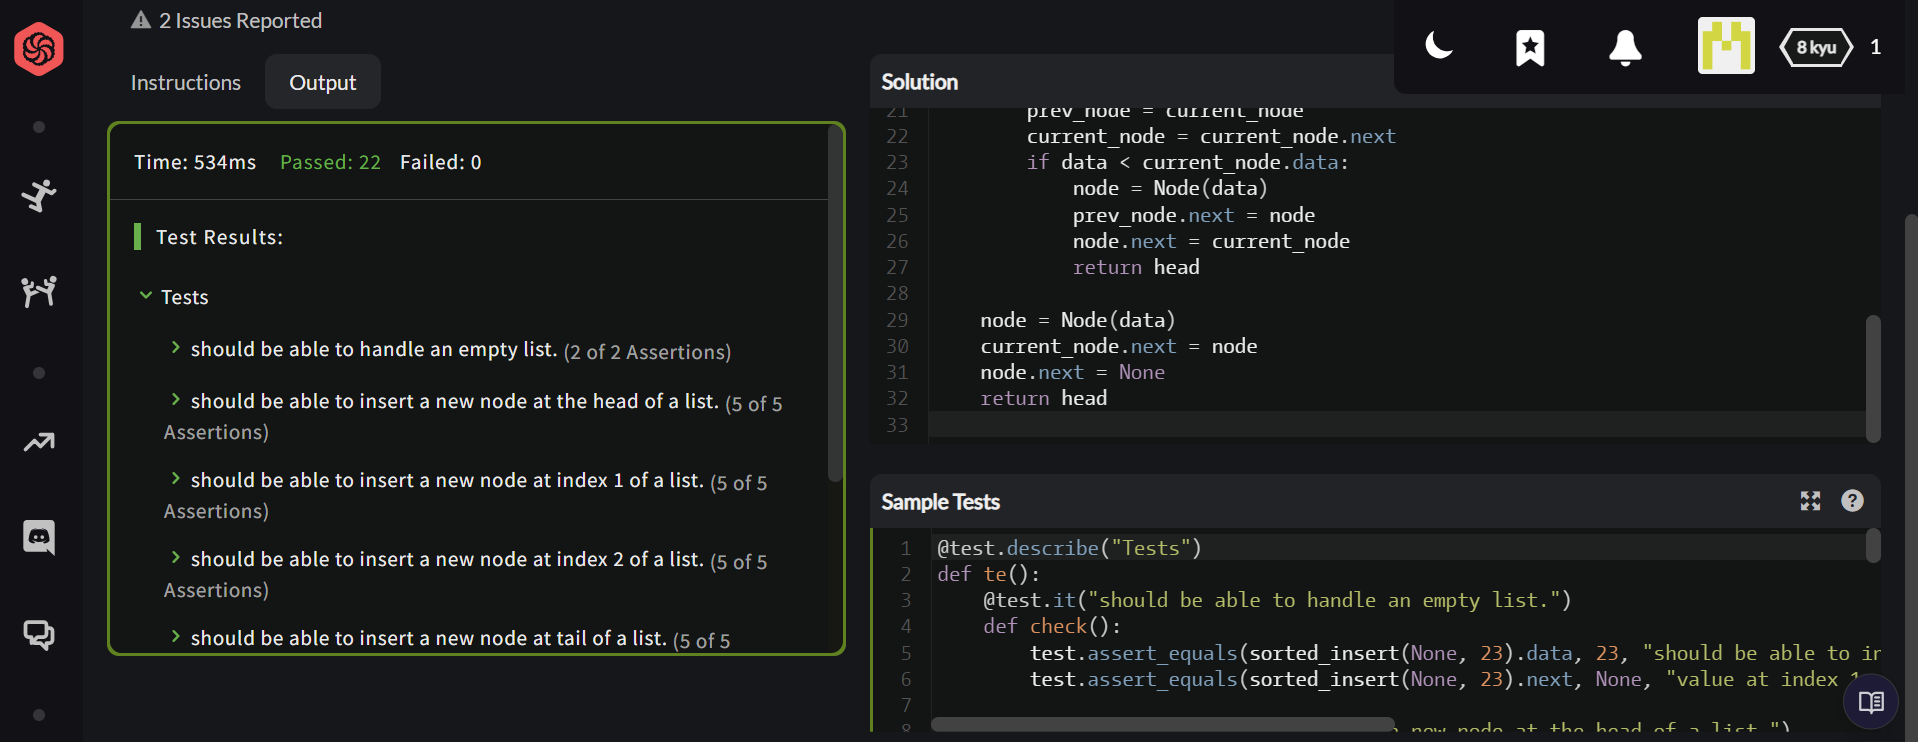 2 Issues Reported
8 kyu 1
Instructions Output
Solution
Time: 534ms Passed: 22 Failed: 0
Test Results:
Tests
should be able to handle an empty list. (2 of 2 Assertions)
should be able to insert a new node at the head of a list. (5 of 5
Assertions)
should be able to insert a new node at index 1 of a list. (5 of 5
Assertions)
should be able to insert a new node at index 2 of a list. (5 of 5
Assertions)
should be able to insert a new node at tail of a list. (5 of 5
21 prev_node = current_node
22 current_node = current_node.next
23 if data < current_node.data:
24 node = Node(data)
25 prev_node.next = node
26 node.next = current_node
27 return head
28
29 node = Node(data)
30 current_node.next = node
31 node.next = None
32 return head
33
Sample Tests
1 @test.describe("Tests")
2 def te():
3 @test.it("should be able to handle an empty list.")
4 def check():
5 test.assert_equals(sorted_insert(None, 23).data, 23, "should be able to in
6 test.assert_equals(sorted_insert(None, 23).next, None, "value at index 1
7
8 new node at the head of a list.")